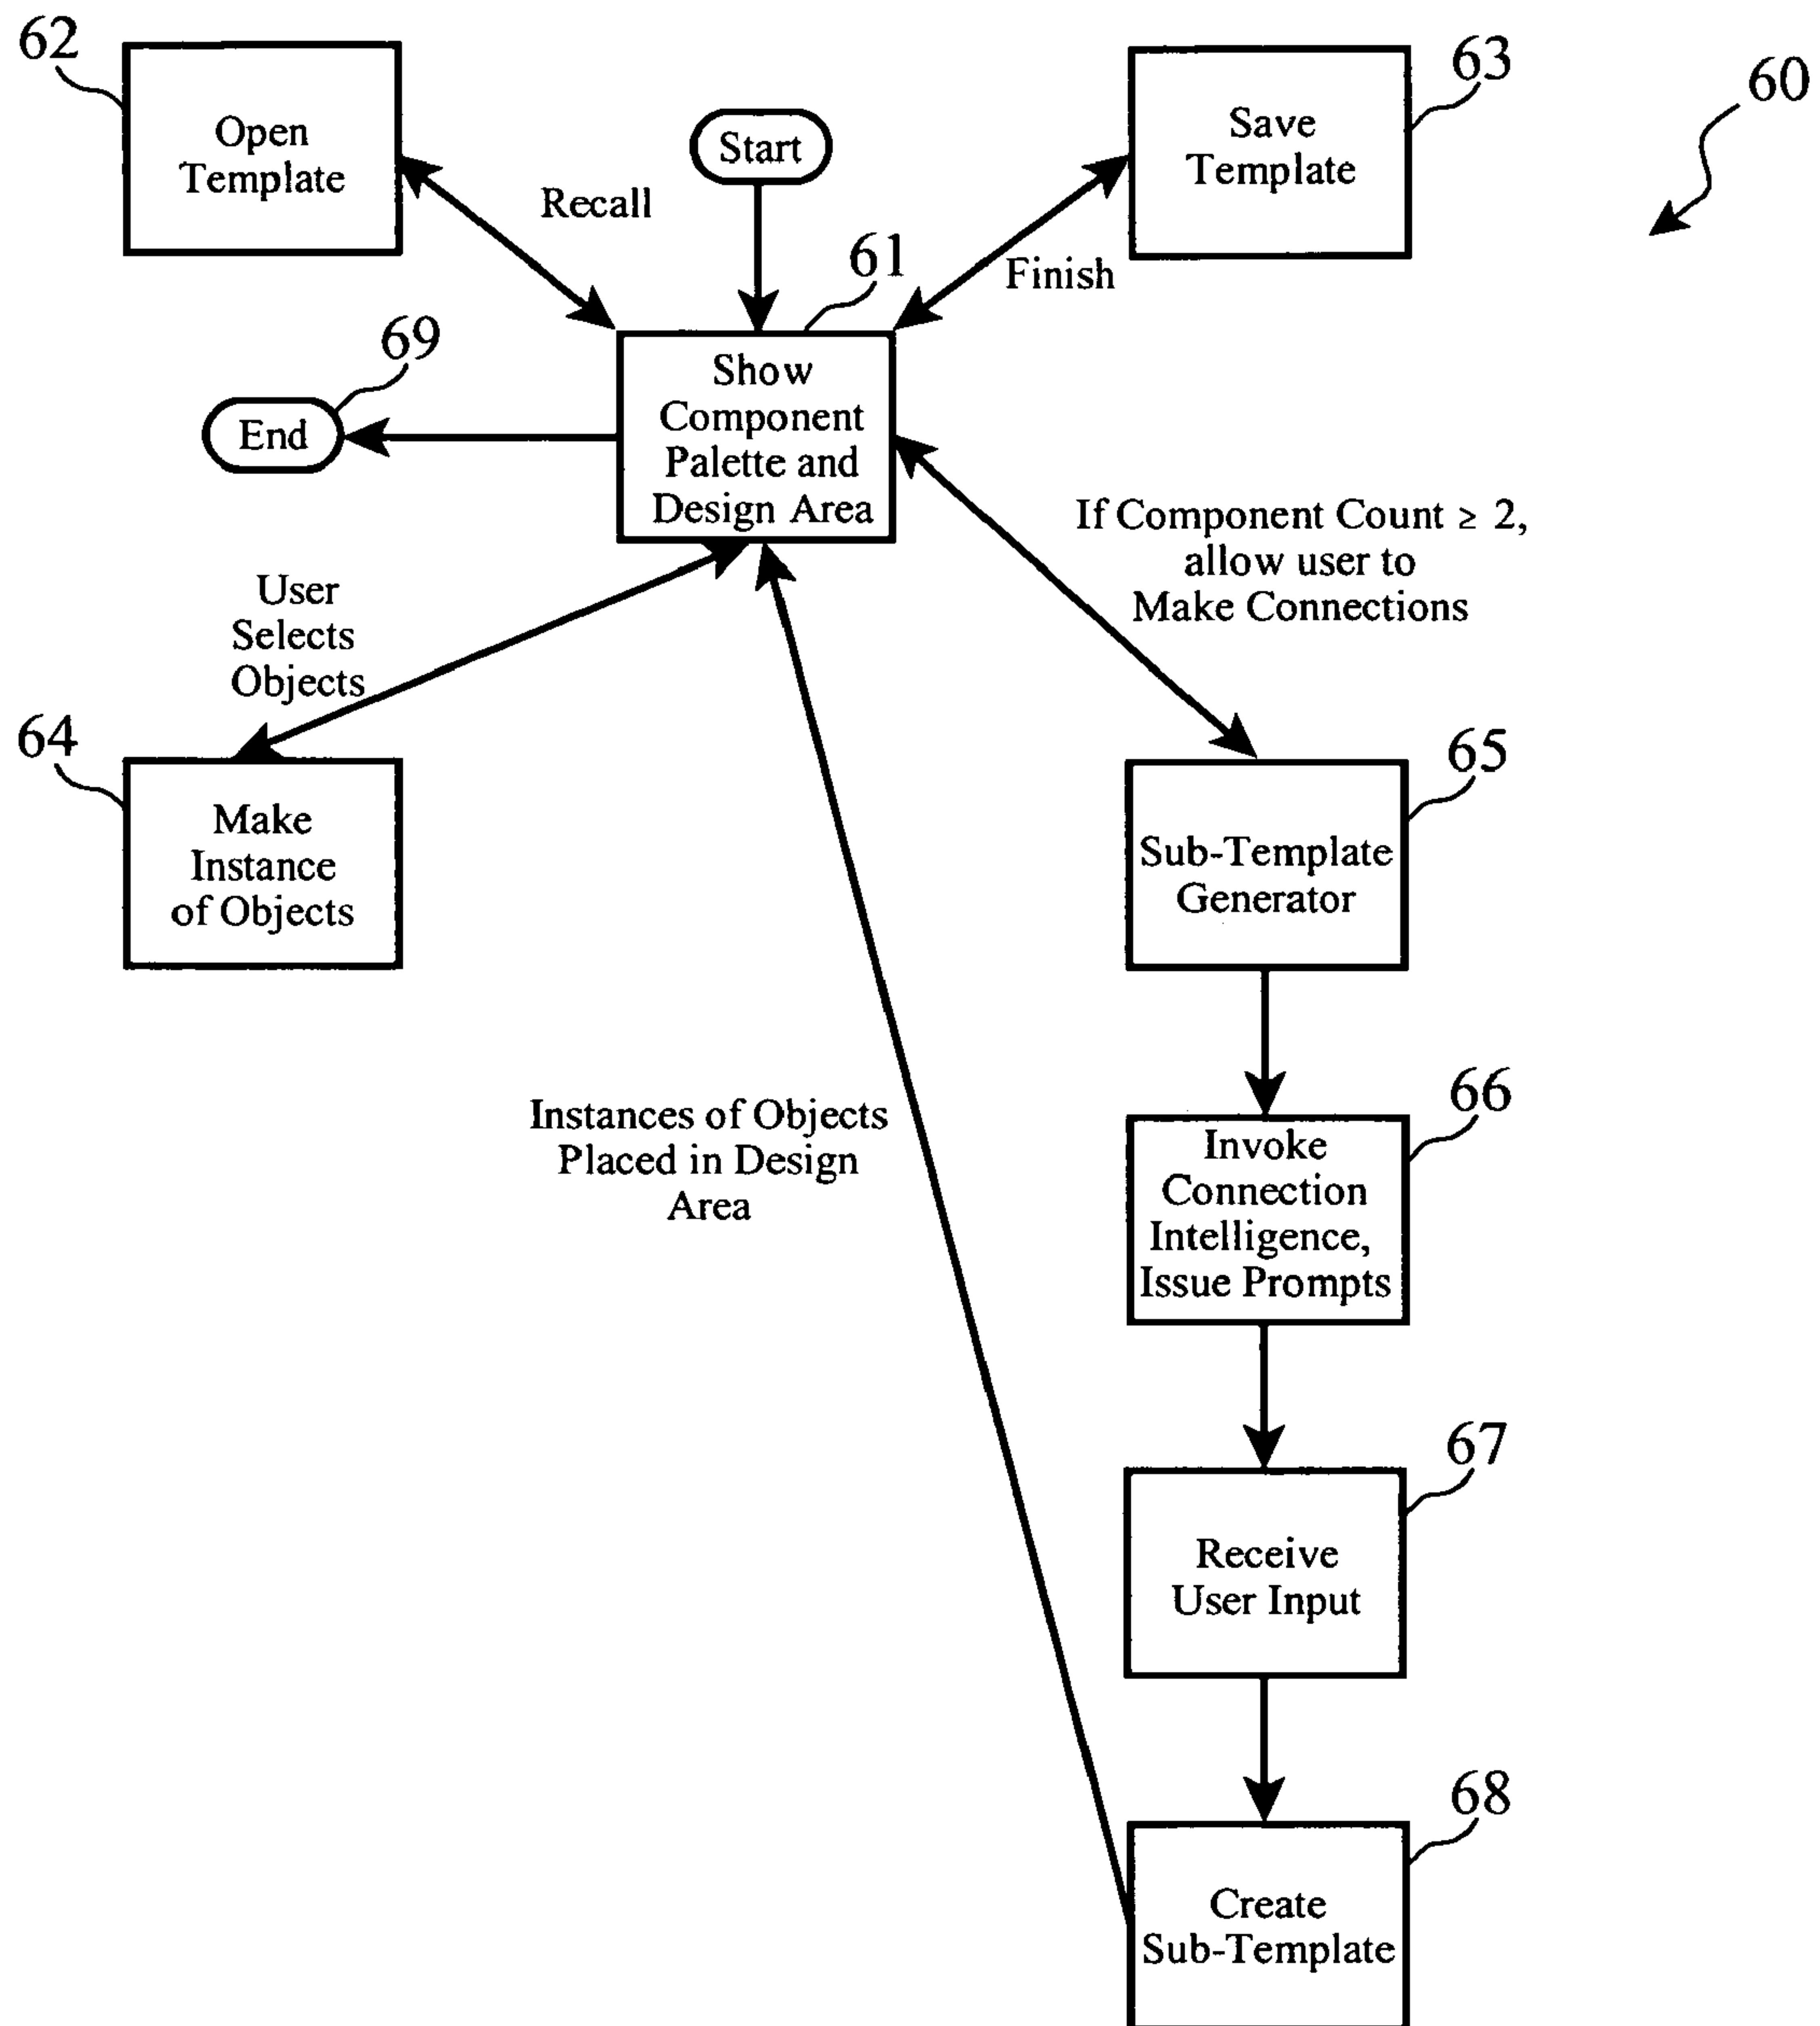 62
Open
Template
Start
Save
Template
63
60
Recall
61
Finish
69
End
Show
Component
Palette and
Design Area
If Component Count ≥ 2,
allow user to
Make Connections
User
Selects
Objects
64
Make
Instance
of Objects
65
Sub-Template
Generator
Instances of Objects
Placed in Design
Area
66
Invoke
Connection
Intelligence,
Issue Prompts
67
Receive
User Input
68
Create
Sub-Template